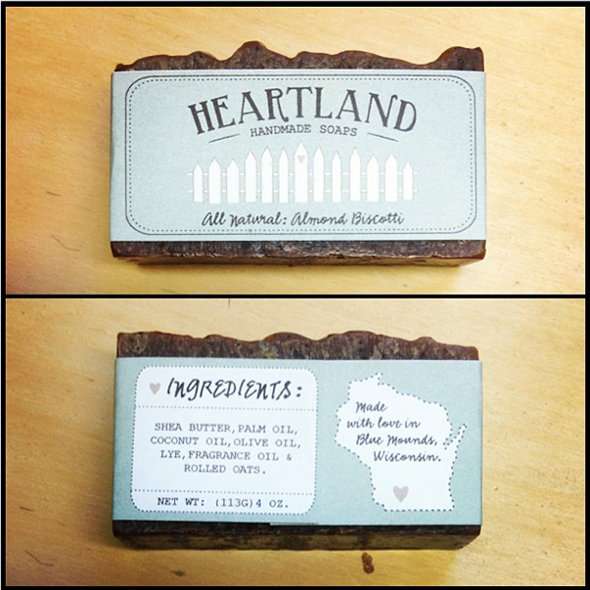 HEARTLAND
HANDMADE SOAPS
All Natural: Almond Biscotti
INGREDIENTS:
SHEA BUTTER, PALM OIL,
COCONUT OIL, OLIVE OIL,
LYE, FRAGRANCE OIL &
ROLLED OATS.
NET WT: (113G) 4 OZ.
Made
with love in
Blue Mounds,
Wisconsin.